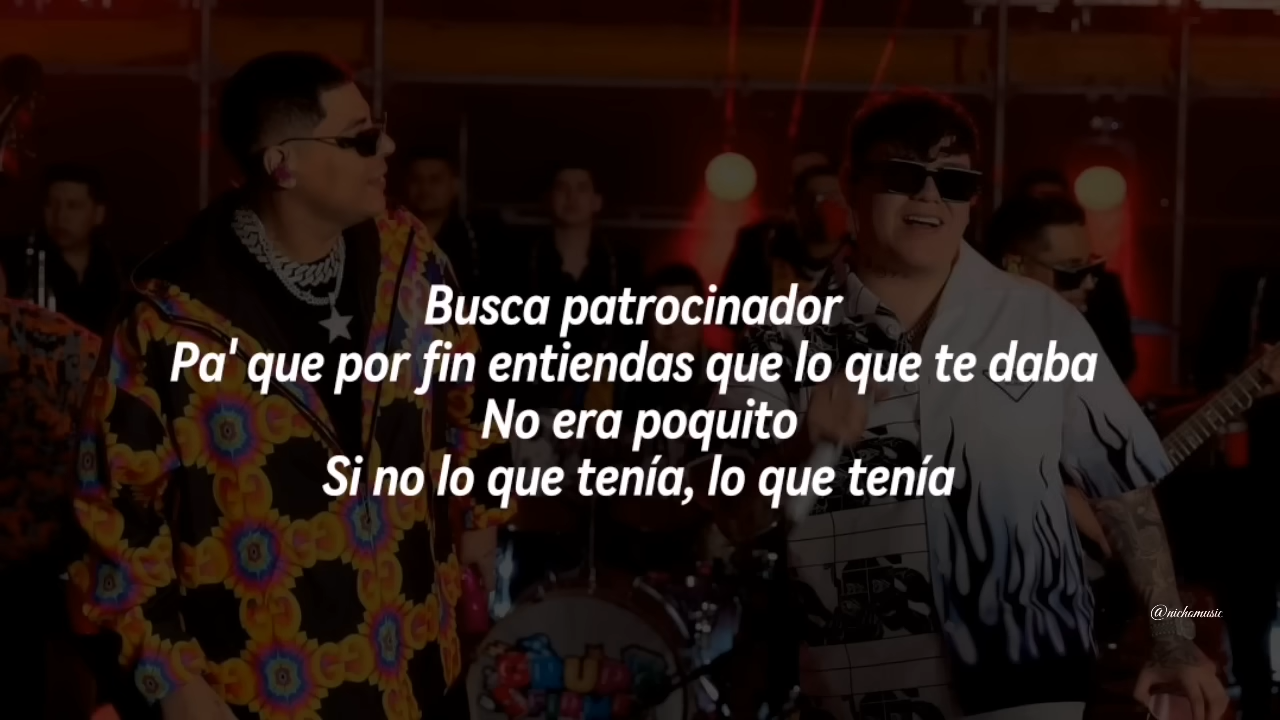 Busca patrocinador
Pa' que por fin entiendas que lo que te daba
No era poquito
Si no lo que tenía, lo que tenía
@nichomusic